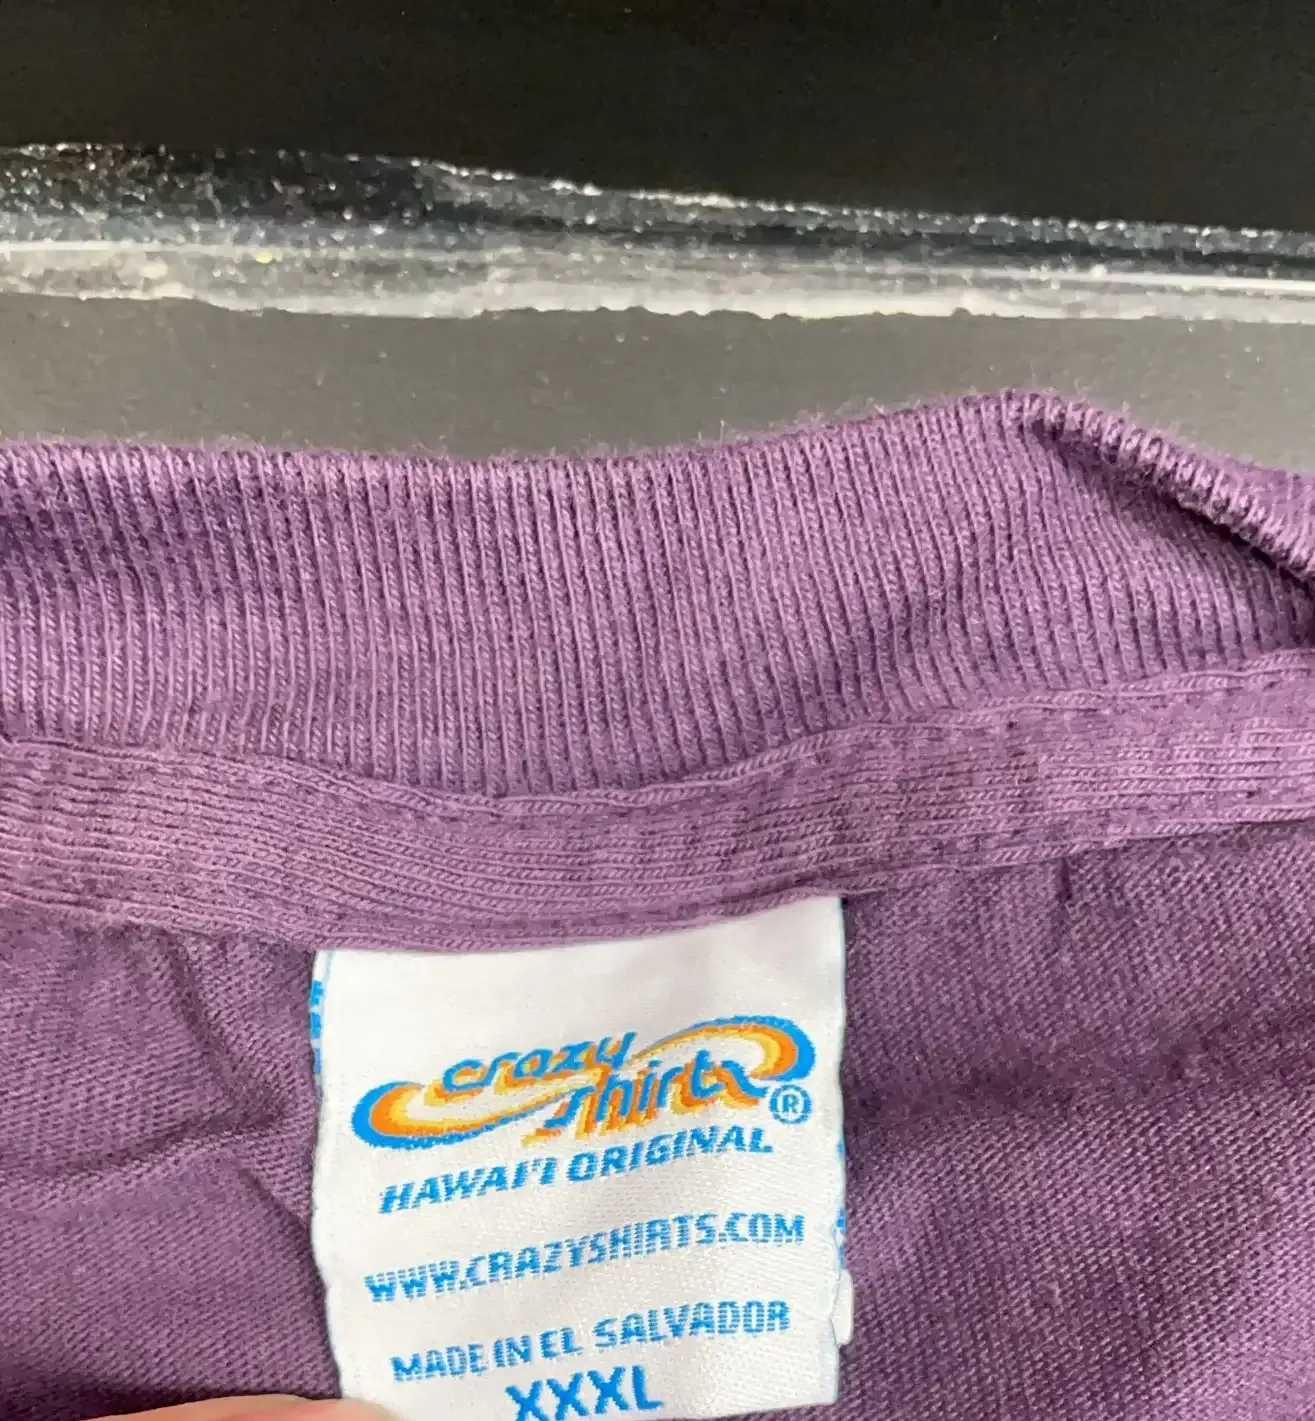 crazy
shirts®
HAWAI'I ORIGINAL
WWW.CRAZYSHIRTS.COM
MADE IN EL SALVADOR
XXXL